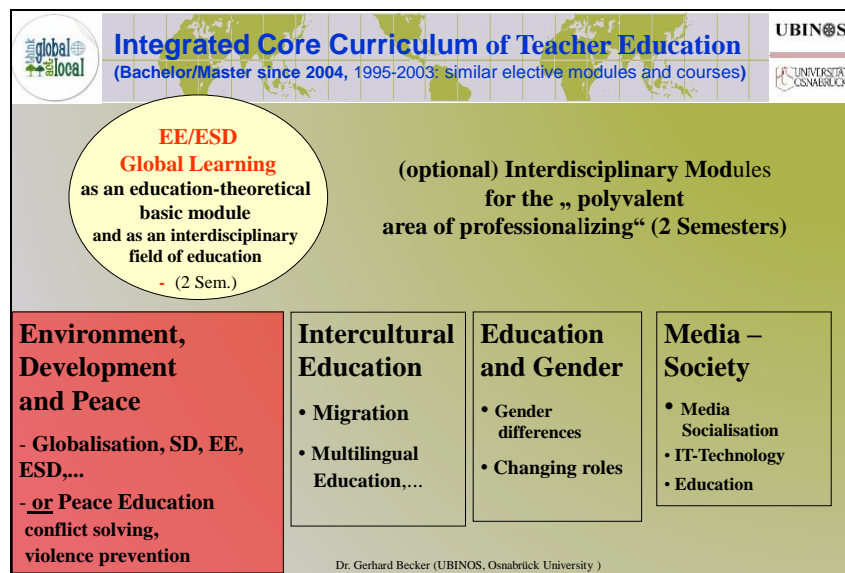 think
global
act
local
Integrated Core Curriculum of Teacher Education
(Bachelor/Master since 2004, 1995-2003: similar elective modules and courses)
UBINOS
UNIVERSITÄT
OSNABRÜCK
EE/ESD
Global Learning
as an education-theoretical
basic module
and as an interdisciplinary
field of education
- (2 Sem.)
(optional) Interdisciplinary Modules
for the „ polyvalent
area of professionalizing“ (2 Semesters)
Environment,
Development
and Peace
- Globalisation, SD, EE,
ESD,...
- or Peace Education
conflict solving,
violence prevention
Intercultural
Education
• Migration
• Multilingual
Education,...
Education
and Gender
• Gender
differences
• Changing roles
Media –
Society
• Media
Socialisation
• IT-Technology
• Education
Dr. Gerhard Becker (UBINOS, Osnabrück University )